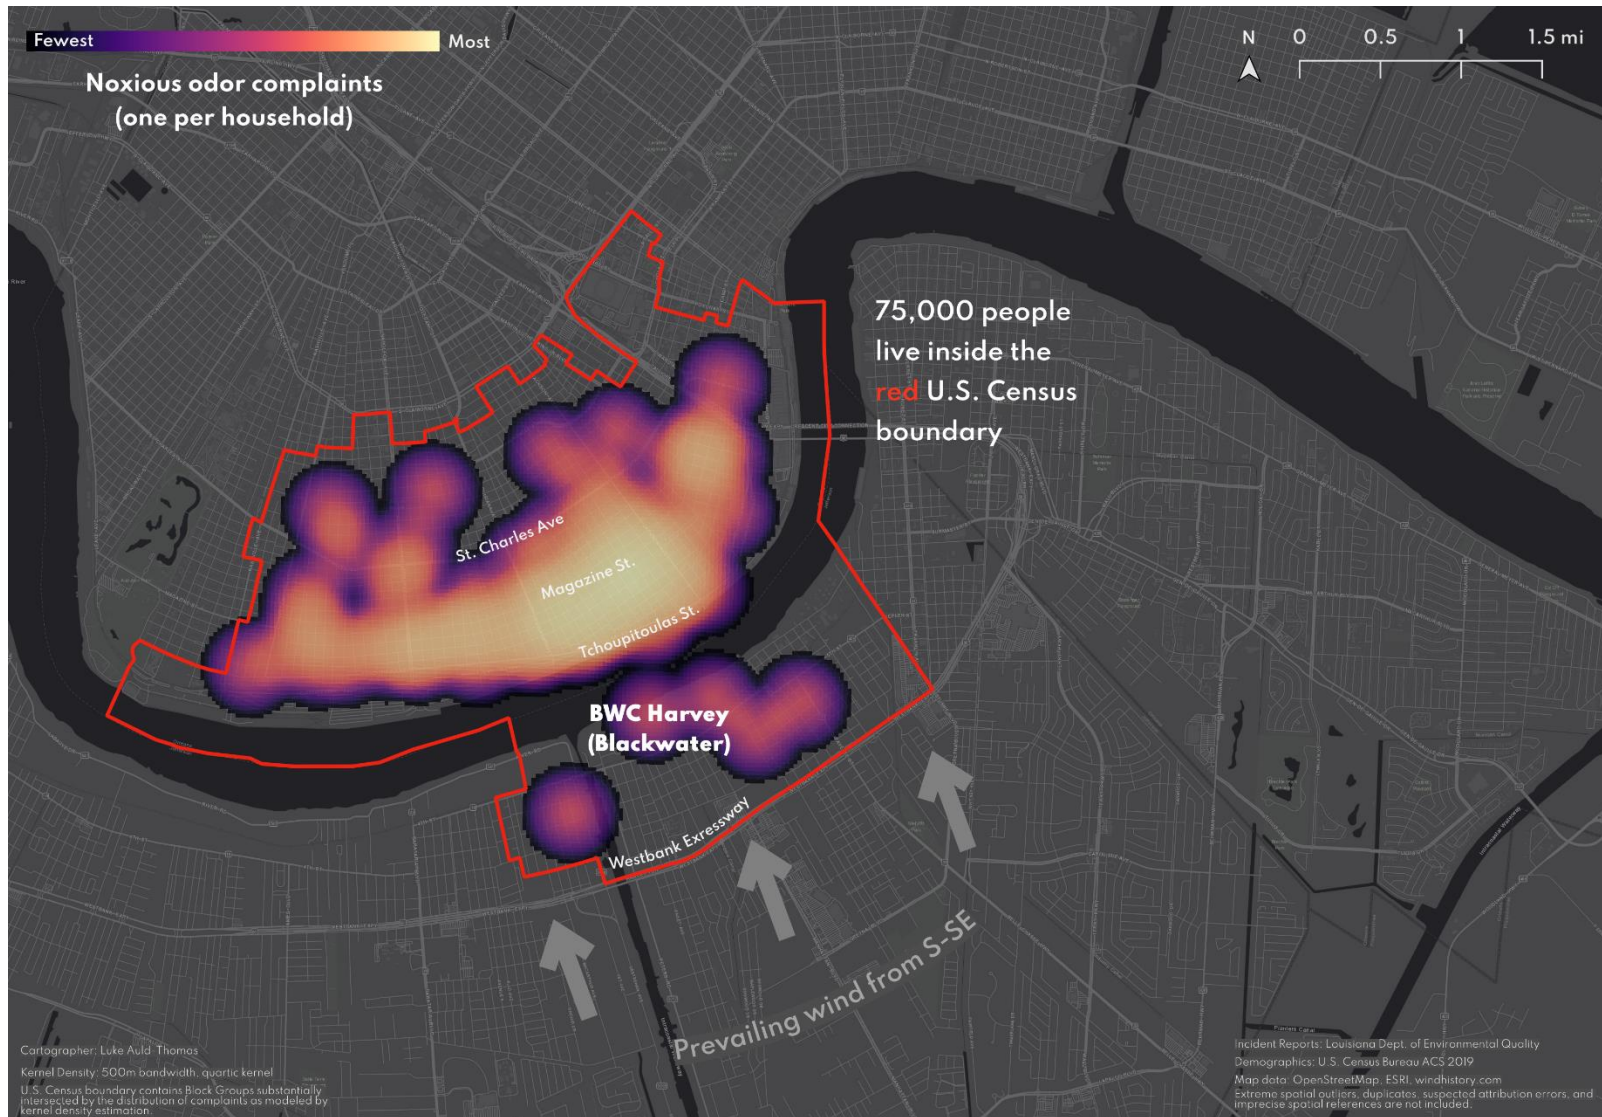 Fewest
Most
Noxious odor complaints
(one per household)
N 0 0.5 1 1.5 mi
75,000 people
live inside the
red U.S. Census
boundary
St. Charles Ave
Magazine St.
Tchoupitoulas St.
BWC Harvey
(Blackwater)
Westbank Exressway
Prevailing wind from S-SE
Cartographer: Luke Auld-Thomas
Kernel Density: 500m bandwidth, quartic kernel
U.S. Census boundary contains Block Groups substantially
intersected by the distribution of complaints as modeled by
kernel density estimation.
Incident Reports: Louisiana Dept. of Environmental Quality
Demographics: U.S. Census Bureau ACS 2019
Map data: OpenStreetMap, ESRI, windhistory.com
Extreme spatial outliers, duplicates, suspected attribution errors, and
imprecise spatial references are not included.